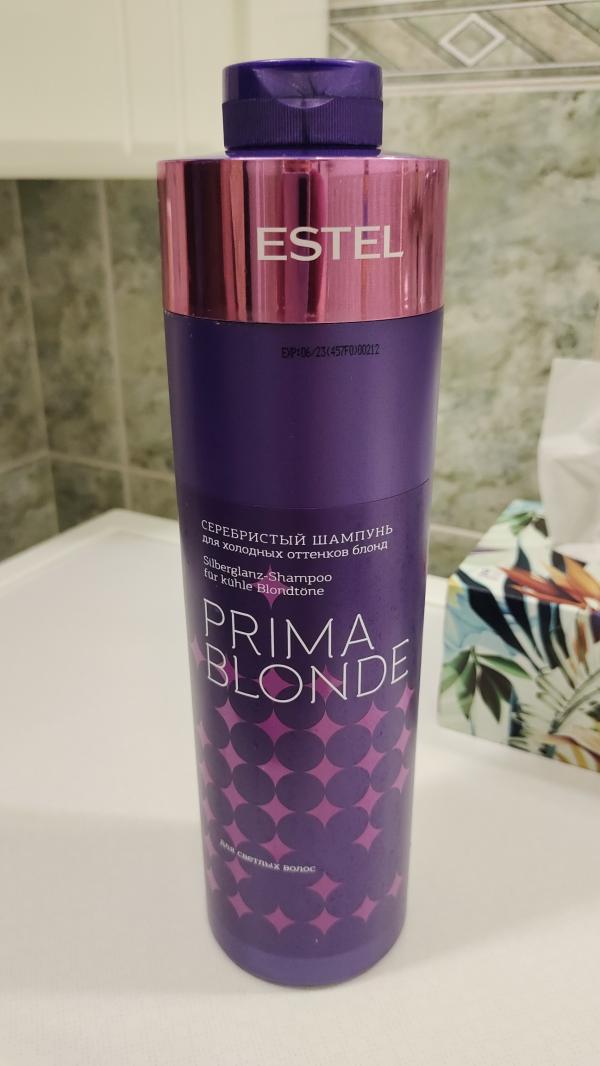 ESTEL
EXP:06/23(457F0)00212
СЕРЕБРИСТЫЙ ШАМПУНЬ
для холодных оттенков блонд
Silberglanz-Shampoo
für kühle Blondtöne
PRIMA
BLONDE
для светлых волос